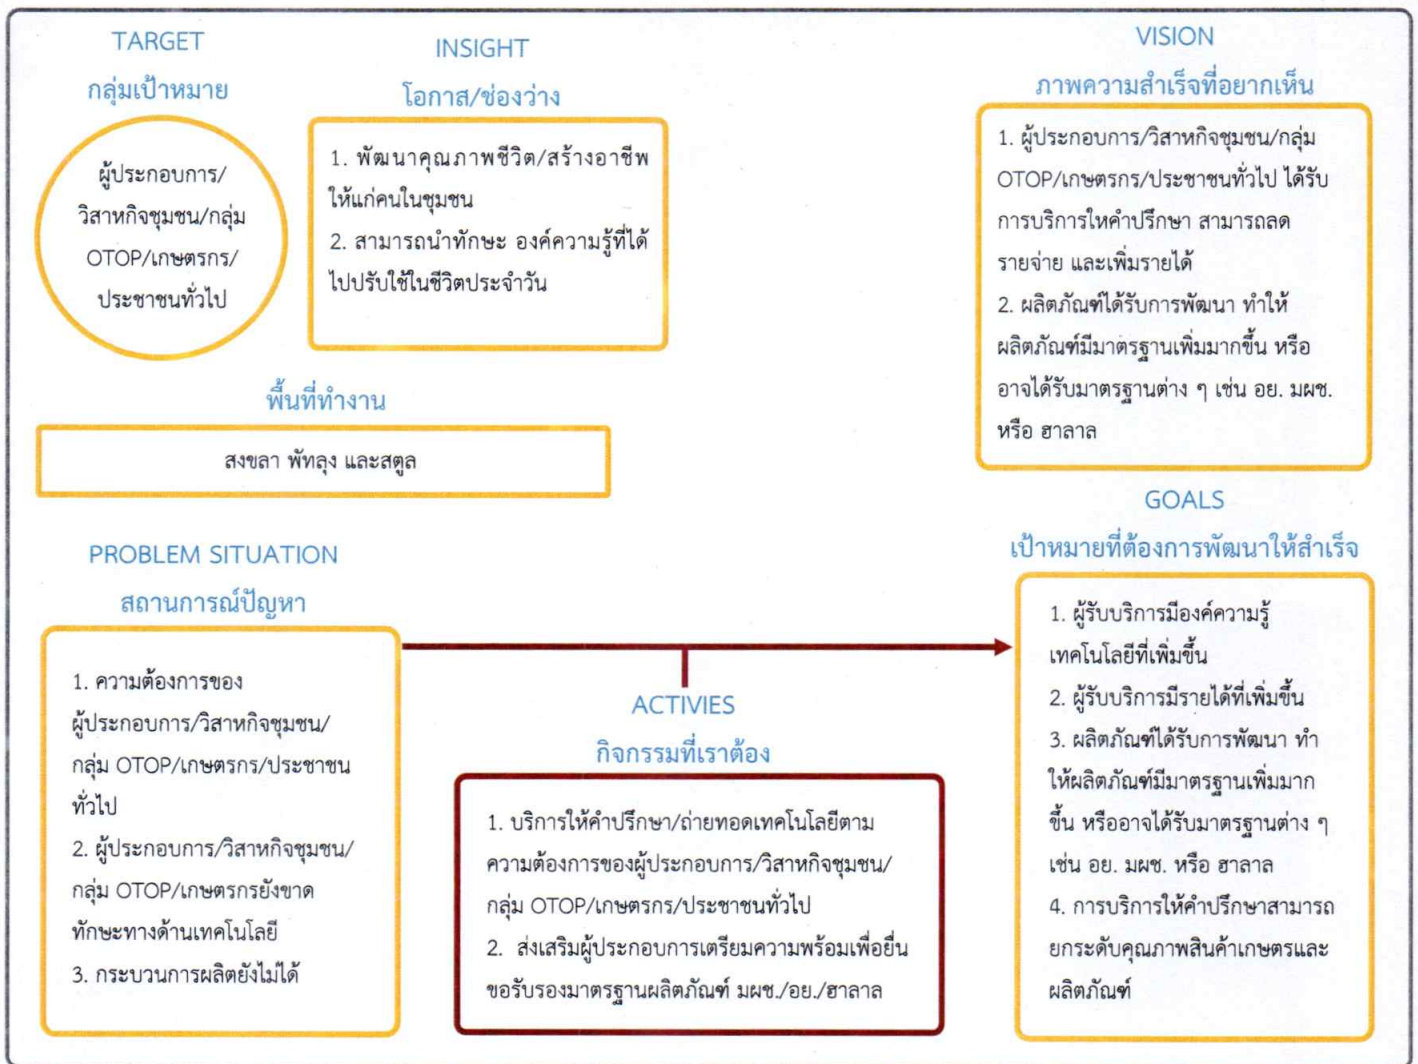 TARGET
กลุ่มเป้าหมาย
ผู้ประกอบการ/
วิสาหกิจชุมชน/กลุ่ม
OTOP/เกษตรกร/
ประชาชนทั่วไป
INSIGHT
โอกาส/ช่องว่าง
1. พัฒนาคุณภาพชีวิต/สร้างอาชีพ
ให้แก่คนในชุมชน
2. สามารถนำทักษะ องค์ความรู้ที่ได้
ไปปรับใช้ในชีวิตประจำวัน
VISION
ภาพความสำเร็จที่อยากเห็น
1. ผู้ประกอบการ/วิสาหกิจชุมชน/กลุ่ม
OTOP/เกษตรกร/ประชาชนทั่วไป ได้รับ
การบริการใหคำปรึกษา สามารถลด
รายจ่าย และเพิ่มรายได้
2. ผลิตภัณฑ์ได้รับการพัฒนา ทำให้
ผลิตภัณฑ์มีมาตรฐานเพิ่มมากขึ้น หรือ
อาจได้รับมาตรฐานต่าง ๆ เช่น อย. มผช.
หรือ ฮาลาล
พื้นที่ทำงาน
สงขลา พัทลุง และสตูล
PROBLEM SITUATION
สถานการณ์ปัญหา
1. ความต้องการของ
ผู้ประกอบการ/วิสาหกิจชุมชน/
กลุ่ม OTOP/เกษตรกร/ประชาชน
ทั่วไป
2. ผู้ประกอบการ/วิสาหกิจชุมชน/
กลุ่ม OTOP/เกษตรกรยังขาด
ทักษะทางด้านเทคโนโลยี
3. กระบวนการผลิตยังไม่ได้
ACTIVIES
กิจกรรมที่เราต้อง
1. บริการให้คำปรึกษา/ถ่ายทอดเทคโนโลยีตาม
ความต้องการของผู้ประกอบการ/วิสาหกิจชุมชน/
กลุ่ม OTOP/เกษตรกร/ประชาชนทั่วไป
2. ส่งเสริมผู้ประกอบการเตรียมความพร้อมเพื่อยื่น
ขอรับรองมาตรฐานผลิตภัณฑ์ มผช./อย./ฮาลาล
GOALS
เป้าหมายที่ต้องการพัฒนาให้สำเร็จ
1. ผู้รับบริการมีองค์ความรู้
เทคโนโลยีที่เพิ่มขึ้น
2. ผู้รับบริการมีรายได้ที่เพิ่มขึ้น
3. ผลิตภัณฑ์ได้รับการพัฒนา ทำ
ให้ผลิตภัณฑ์มีมาตรฐานเพิ่มมาก
ขึ้น หรืออาจได้รับมาตรฐานต่าง ๆ
เช่น อย. มผช. หรือ ฮาลาล
4. การบริการให้คำปรึกษาสามารถ
ยกระดับคุณภาพสินค้าเกษตรและ
ผลิตภัณฑ์